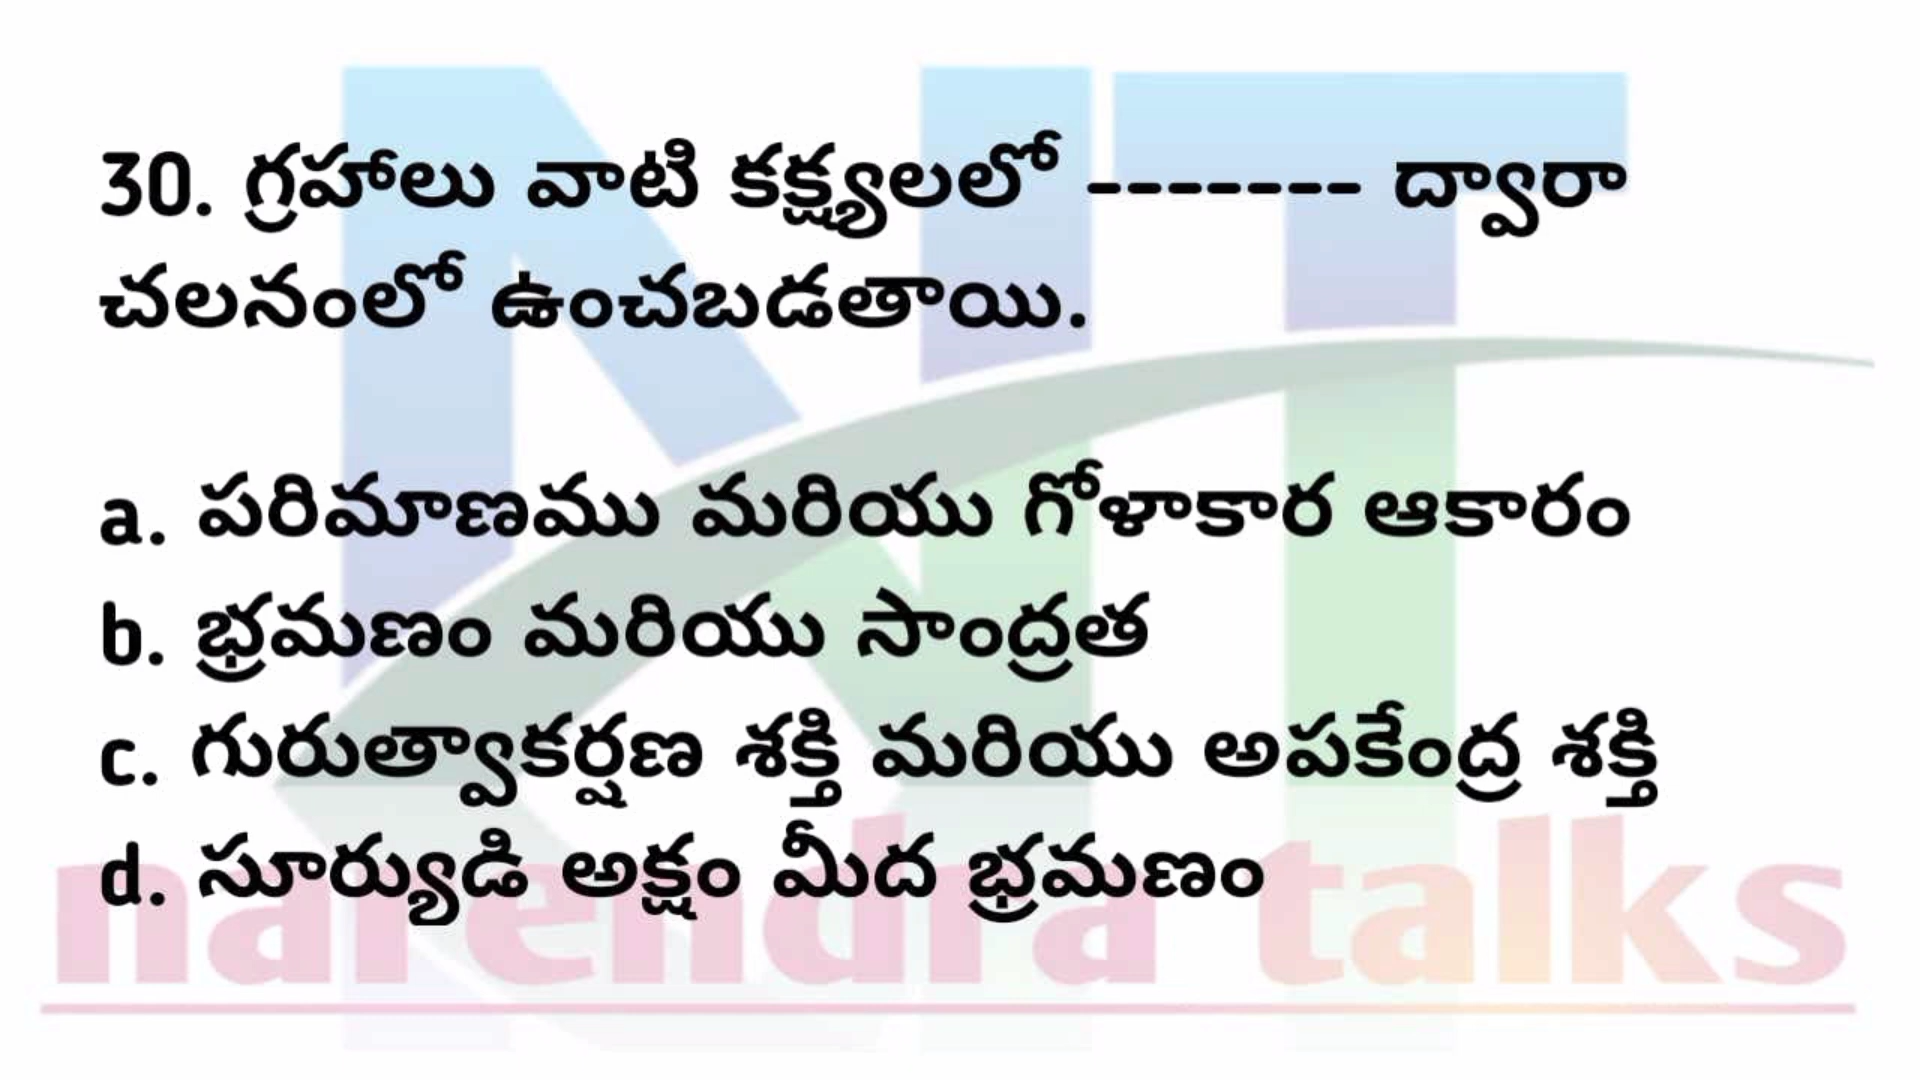 30. గ్రహాలు వాటి కక్ష్యలలో ------- ద్వారా
చలనంలో ఉంచబడతాయి.
a. పరిమాణము మరియు గోళాకార ఆకారం
b. భ్రమణం మరియు సాంద్రత
c. గురుత్వాకర్షణ శక్తి మరియు అపకేంద్ర శక్తి
d. సూర్యుడి అక్షం మీద భ్రమణం
narendra talks